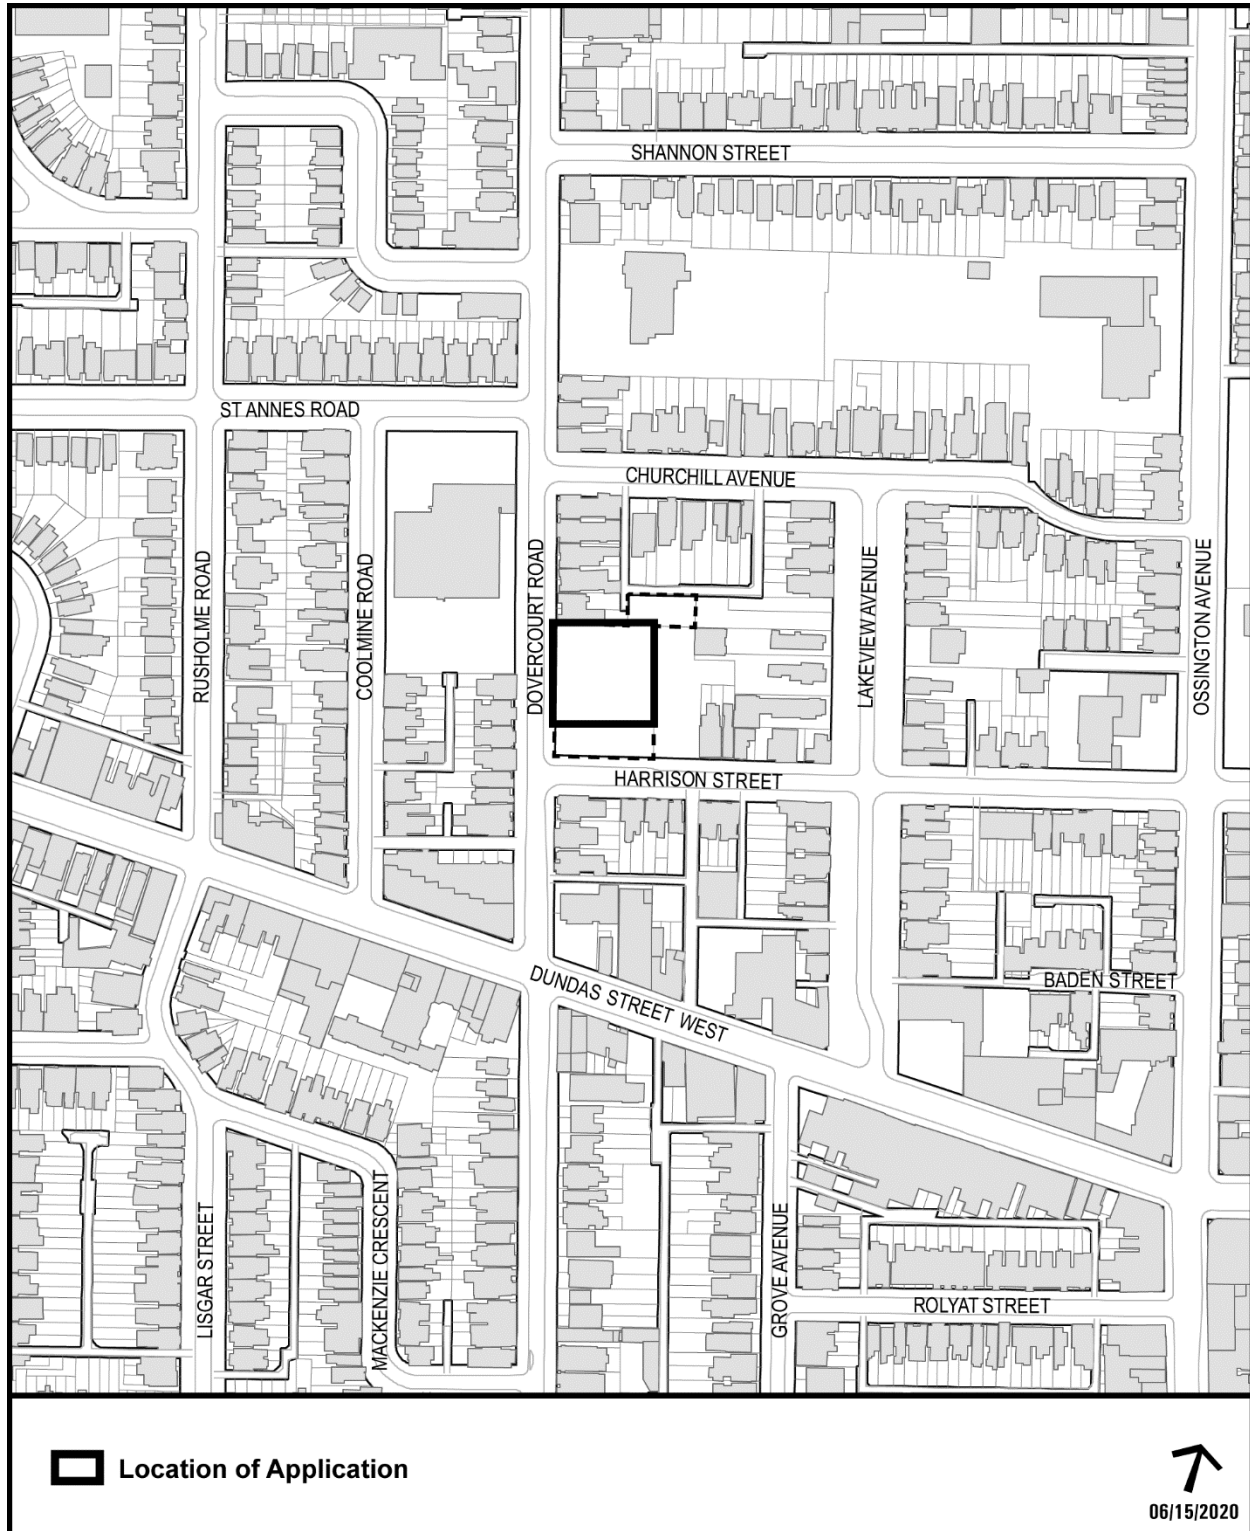 SHANNON STREET
ST ANNES ROAD
CHURCHILL AVENUE
RUSHOLME ROAD
COOLMINE ROAD
DOVERCOURT ROAD
LAKEVIEW AVENUE
OSSINGTON AVENUE
HARRISON STREET
DUNDAS STREET WEST
BADEN STREET
LISGAR STREET
MACKENZIE CRESCENT
GROVE AVENUE
ROLYAT STREET
Location of Application
06/15/2020